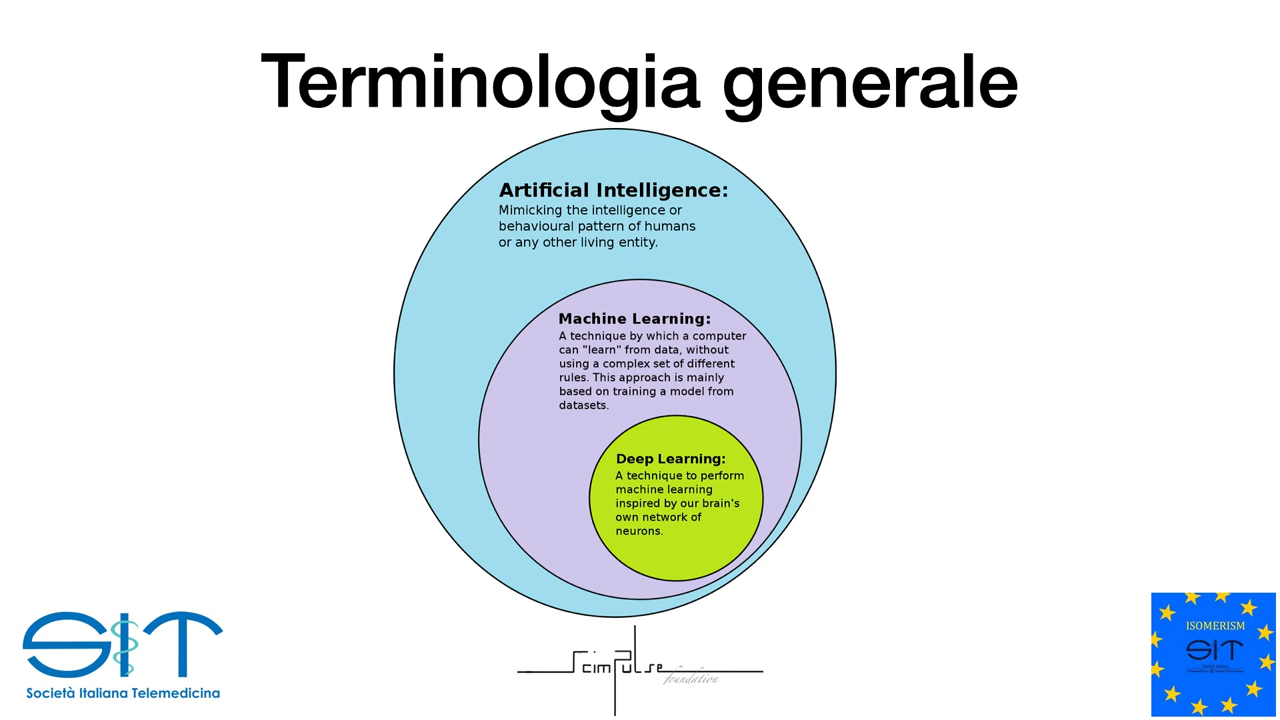 Terminologia generale
Artificial Intelligence:
Mimicking the intelligence or
behavioural pattern of humans
or any other living entity.
Machine Learning:
A technique by which a computer
can "learn" from data, without
using a complex set of different
rules. This approach is mainly
based on training a model from
datasets.
Deep Learning:
A technique to perform
machine learning
inspired by our brain's
own network of
neurons.
SIT
Società Italiana Telemedicina
Scimpulse
foundation
ISOMERISM
SIT